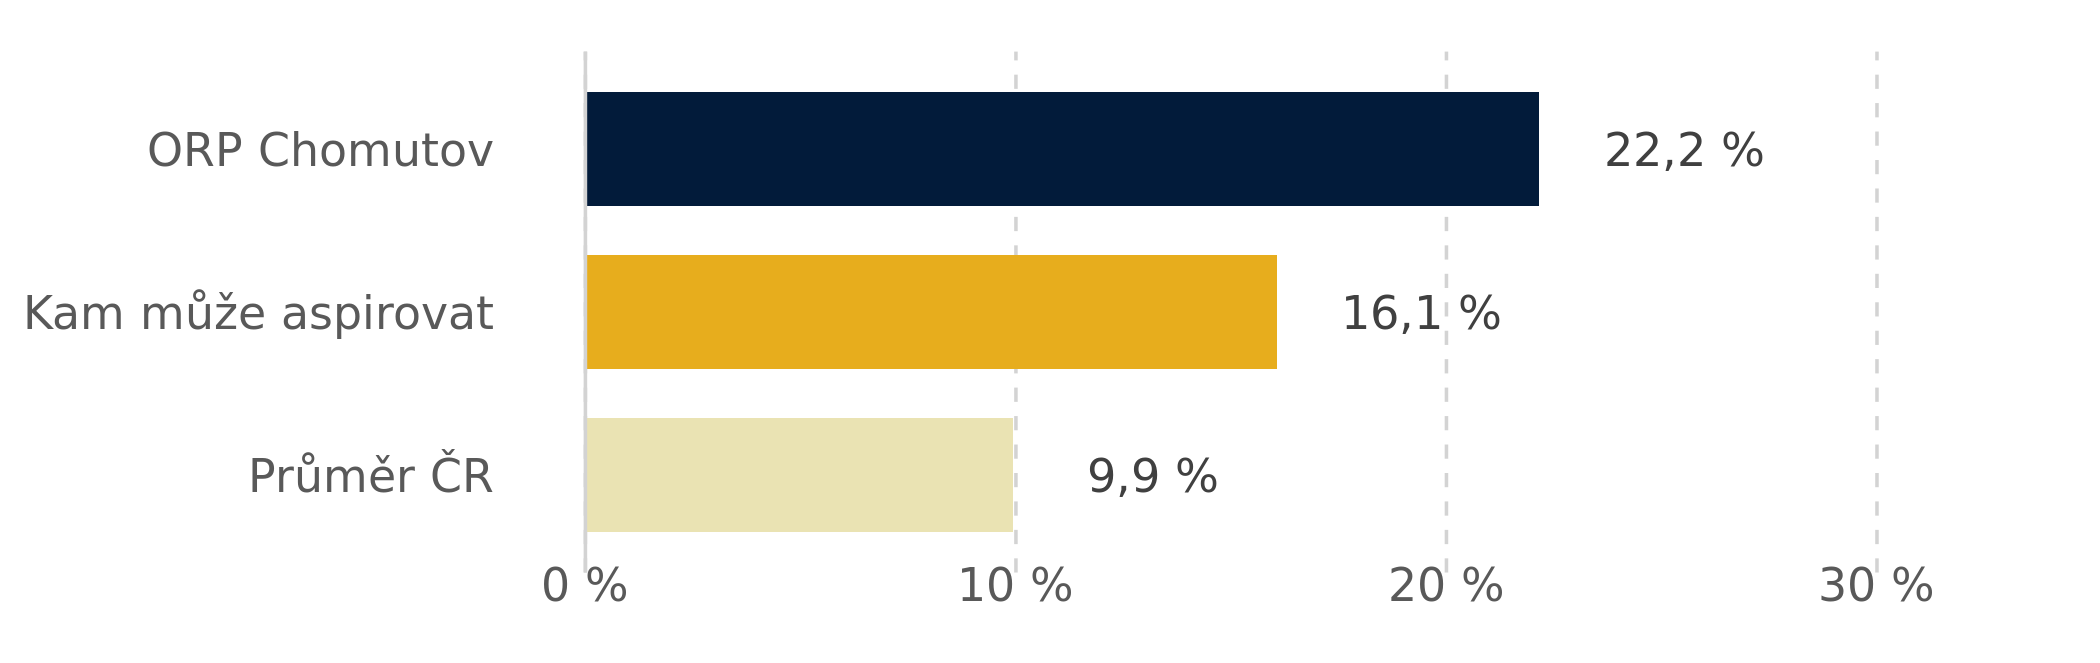 ORP Chomutov
22,2 %
Kam může aspirovat
16,1 %
Průměr ČR
9,9 %
0 %
10 %
20 %
30 %